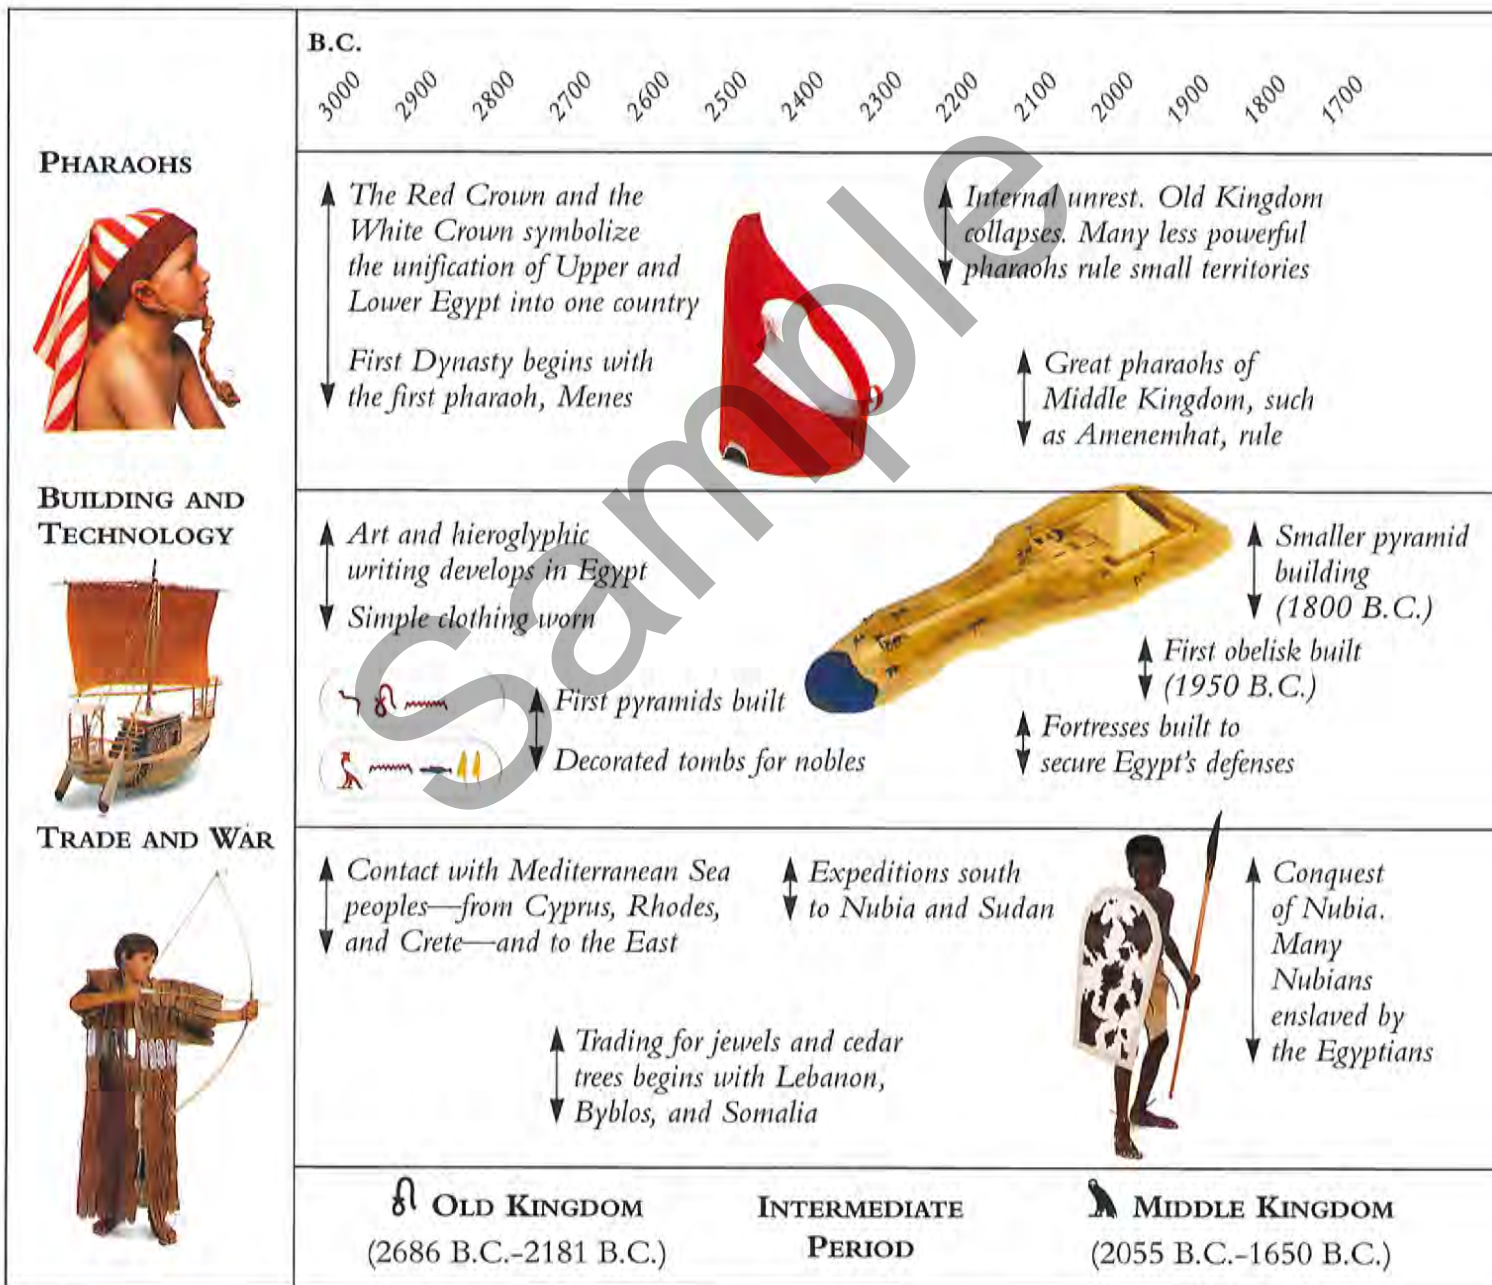 B.C.
3000 2900 2800 2700 2600 2500 2400 2300 2200 2100 2000 1900 1800 1700
PHARAOHS
The Red Crown and the
White Crown symbolize
the unification of Upper and
Lower Egypt into one country
First Dynasty begins with
the first pharaoh, Menes
Internal unrest. Old Kingdom
collapses. Many less powerful
pharaohs rule small territories
Great pharaohs of
Middle Kingdom, such
as Amenemhat, rule
BUILDING AND
TECHNOLOGY
Art and hieroglyphic
writing develops in Egypt
Simple clothing worn
First pyramids built
Decorated tombs for nobles
Smaller pyramid
building
(1800 B.C.)
First obelisk built
(1950 B.C.)
Fortresses built to
secure Egypt's defenses
TRADE AND WAR
Contact with Mediterranean Sea
peoples—from Cyprus, Rhodes,
and Crete—and to the East
Expeditions south
to Nubia and Sudan
Trading for jewels and cedar
trees begins with Lebanon,
Byblos, and Somalia
Conquest
of Nubia.
Many
Nubians
enslaved by
the Egyptians
OLD KINGDOM
(2686 B.C.–2181 B.C.)
INTERMEDIATE
PERIOD
MIDDLE KINGDOM
(2055 B.C.–1650 B.C.)
Sample